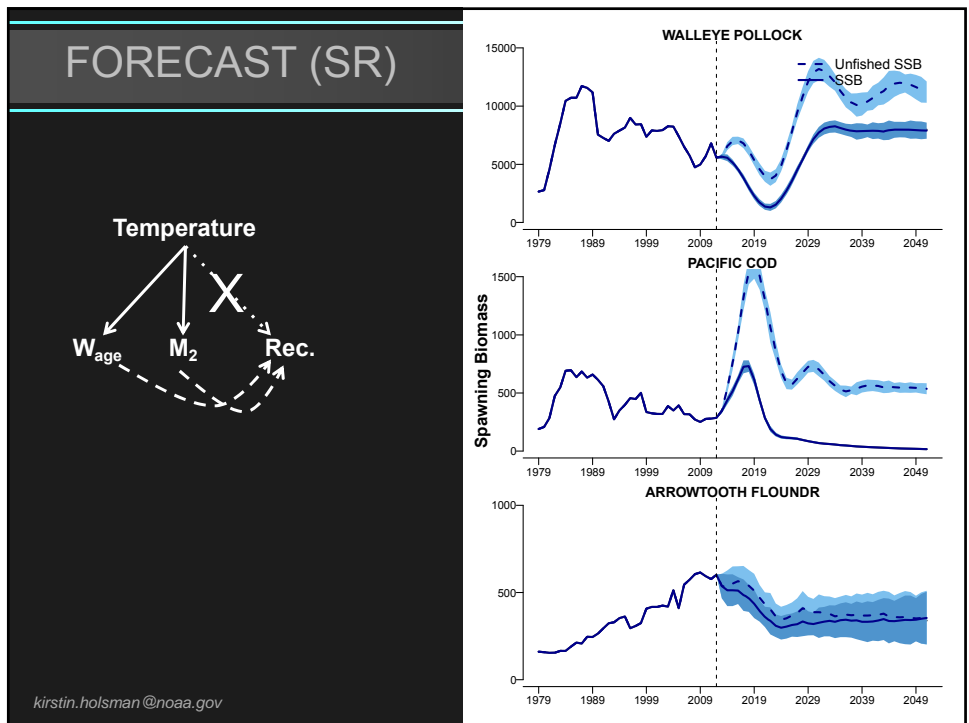 FORECAST (SR)
Temperature
X
Wage M2 Rec.
kirstin.holsman@noaa.gov
Spawning Biomass
WALLEYE POLLOCK
Unfished SSB
SSB
15000
10000
5000
0
1979 1989 1999 2009 2019 2029 2039 2049
PACIFIC COD
1500
1000
500
0
1979 1989 1999 2009 2019 2029 2039 2049
ARROWTOOTH FLOUNDR
1000
500
0
1979 1989 1999 2009 2019 2029 2039 2049